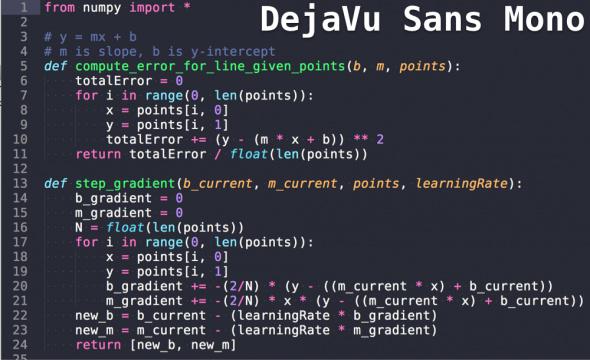 DejaVu Sans Mono
1 from numpy import *
2
3 # y = mx + b
4 # m is slope, b is y-intercept
5 def compute_error_for_line_given_points(b, m, points):
6     totalError = 0
7     for i in range(0, len(points)):
8         x = points[i, 0]
9         y = points[i, 1]
10         totalError += (y - (m * x + b)) ** 2
11     return totalError / float(len(points))
12
13 def step_gradient(b_current, m_current, points, learningRate):
14     b_gradient = 0
15     m_gradient = 0
16     N = float(len(points))
17     for i in range(0, len(points)):
18         x = points[i, 0]
19         y = points[i, 1]
20         b_gradient += -(2/N) * (y - ((m_current * x) + b_current))
21         m_gradient += -(2/N) * x * (y - ((m_current * x) + b_current))
22     new_b = b_current - (learningRate * b_gradient)
23     new_m = m_current - (learningRate * m_gradient)
24     return [new_b, new_m]
25